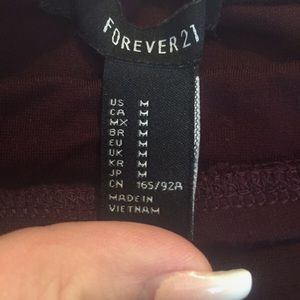 FOREVER21
US M
CA M
MX M
BR M
EU M
UK M
KR M
JP M
CN 165/92A
MADE IN
VIETNAM